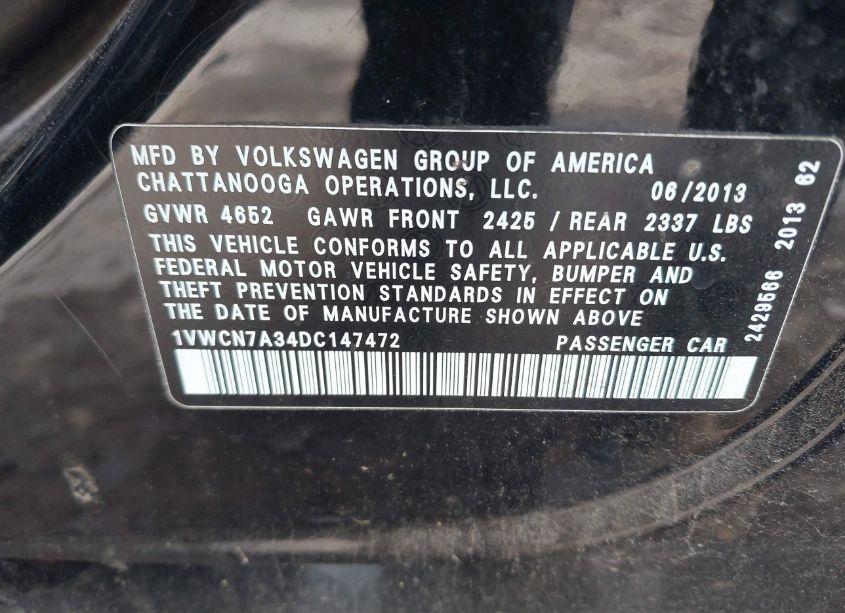 MFD BY VOLKSWAGEN GROUP OF AMERICA
CHATTANOOGA OPERATIONS, LLC. 06/2013
GVWR 4652 GAWR FRONT 2425 / REAR 2337 LBS
THIS VEHICLE CONFORMS TO ALL APPLICABLE U.S.
FEDERAL MOTOR VEHICLE SAFETY, BUMPER AND
THEFT PREVENTION STANDARDS IN EFFECT ON
THE DATE OF MANUFACTURE SHOWN ABOVE
1VWCN7A34DC147472 PASSENGER CAR
2429566 2013 62